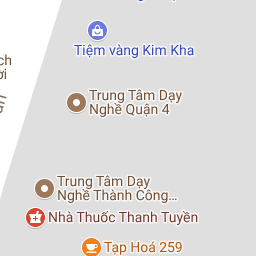 Tiệm vàng Kim Kha
Trung Tâm Dạy
Nghề Quận 4
Trung Tâm Dạy
Nghề Thành Công...
Nhà Thuốc Thanh Tuyền
Tạp Hoá 259